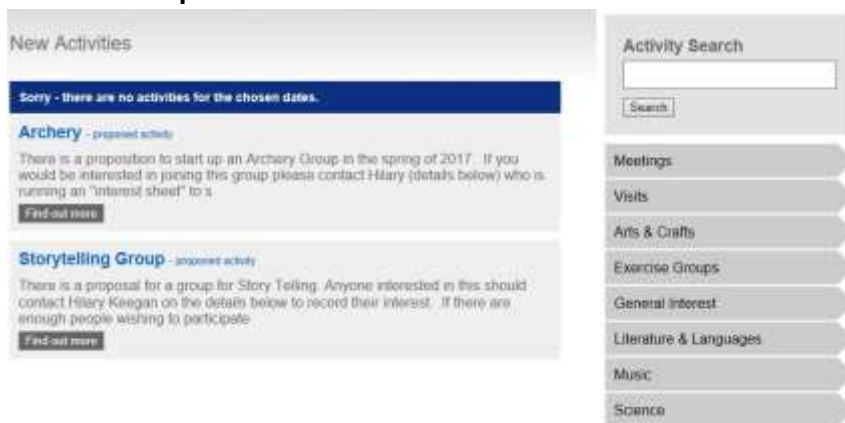 New Activities
Sorry - there are no activities for the chosen dates.
Archery - proposed activity
There is a proposition to start up an Archery Group in the spring of 2017. If you
would be interested in joining this group please contact Hilary (details below) who is
running an "interest sheet" to s
Find out more
Storytelling Group - proposed activity
There is a proposal for a group for Story Telling. Anyone interested in this should
contact Hilary Keegan on the details below to record their interest. If there are
enough people wishing to participate
Find out more
Activity Search
Search
Meetings
Visits
Arts & Crafts
Exercise Groups
General Interest
Literature & Languages
Music
Science